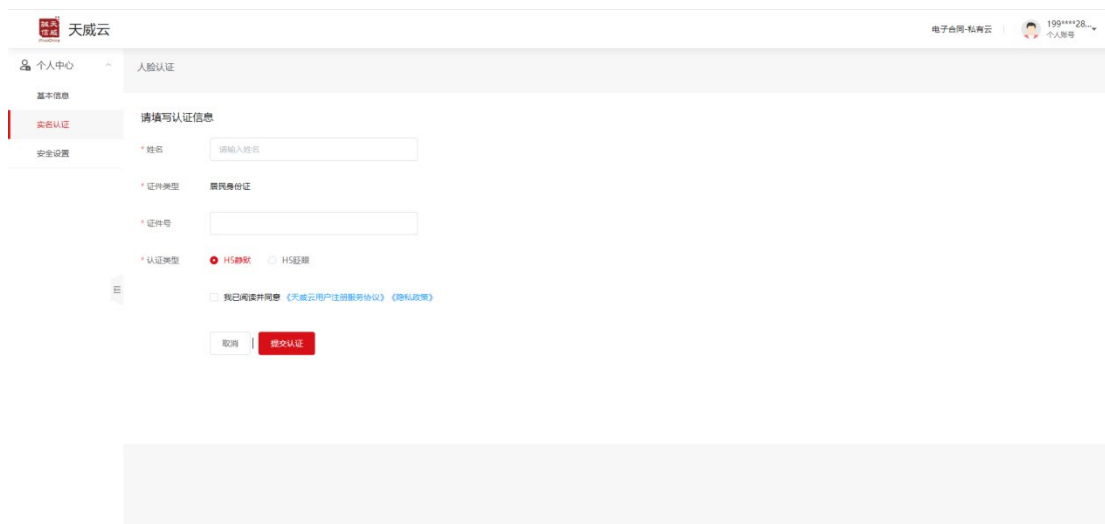 天威云
电子合同-私有云
199****28...
个人账号
个人中心
基本信息
实名认证
安全设置
人脸认证
请填写认证信息
* 姓名 请输入姓名
* 证件类型 居民身份证
* 证件号
* 认证类型 H5静默 H5眨眼
我已阅读并同意 《天威云用户注册服务协议》 《隐私政策》
取消 提交认证